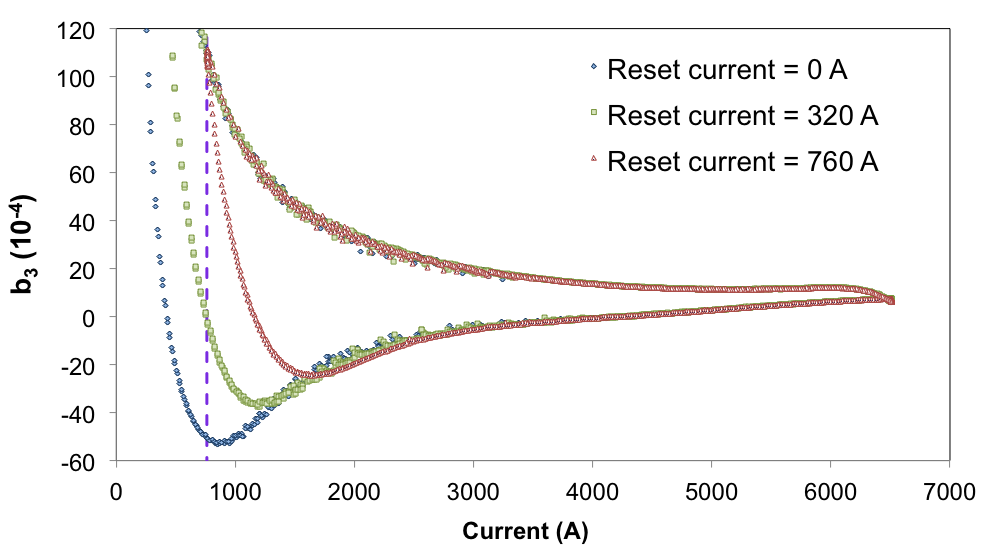 120
100
80
60
40
20
0
-20
-40
-60
b₃ (10⁻⁴)
Reset current = 0 A
Reset current = 320 A
Reset current = 760 A
0 1000 2000 3000 4000 5000 6000 7000
Current (A)